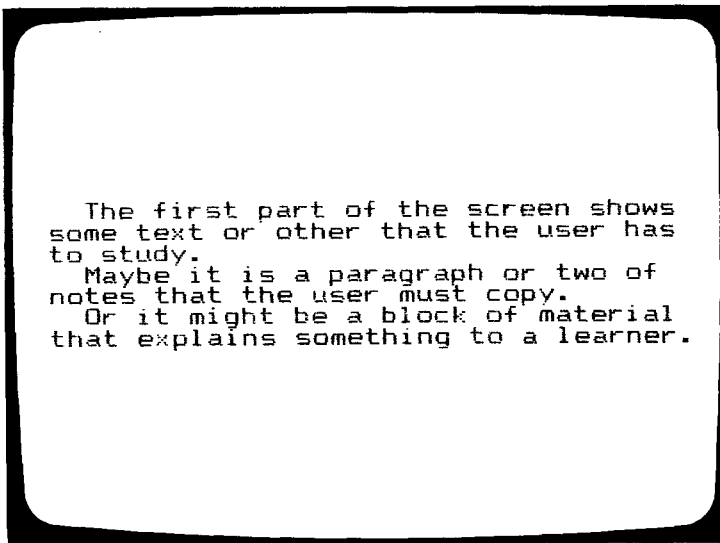 The first part of the screen shows
some text or other that the user has
to study.
Maybe it is a paragraph or two of
notes that the user must copy.
Or it might be a block of material
that explains something to a learner.